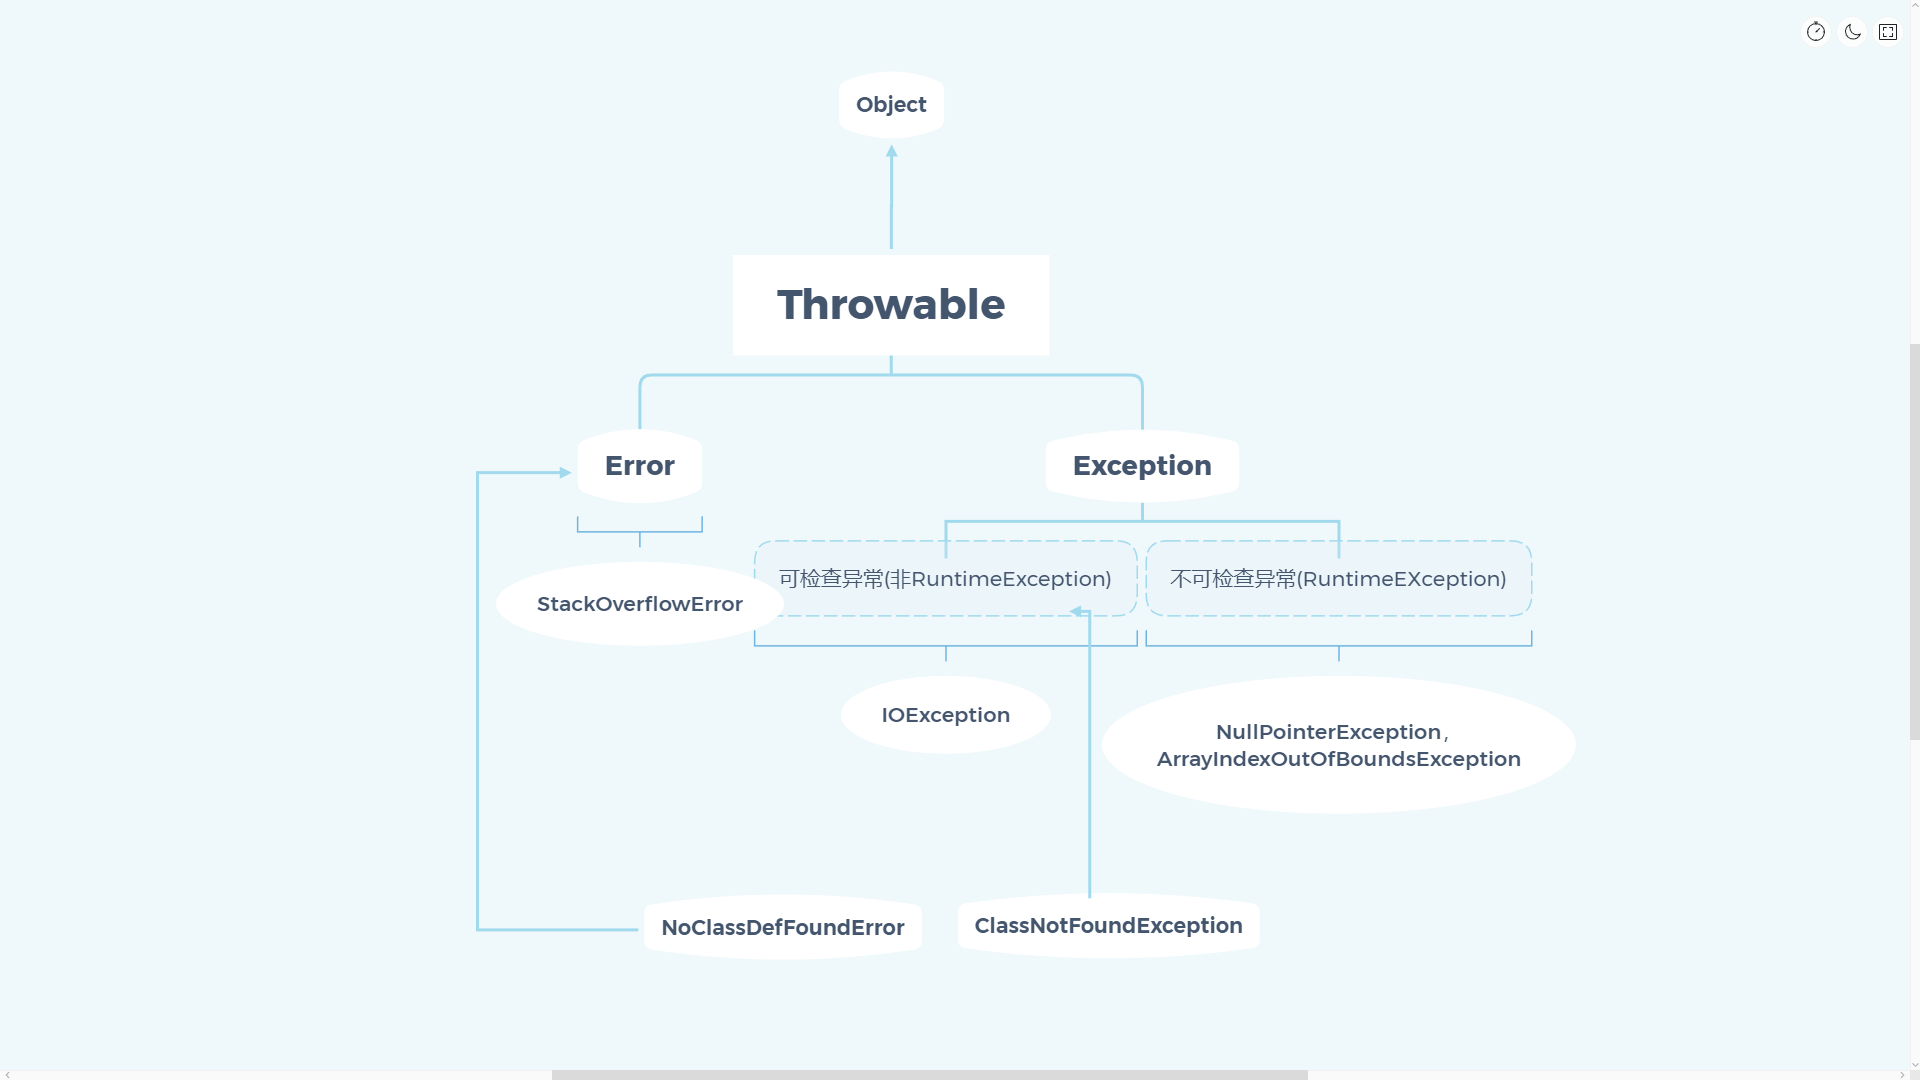 Object
Throwable
Error
Exception
可检查异常(非RuntimeException)
不可检查异常(RuntimeEXception)
StackOverflowError
IOException
NullPointerException，
ArrayIndexOutOfBoundsException
NoClassDefFoundError
ClassNotFoundException